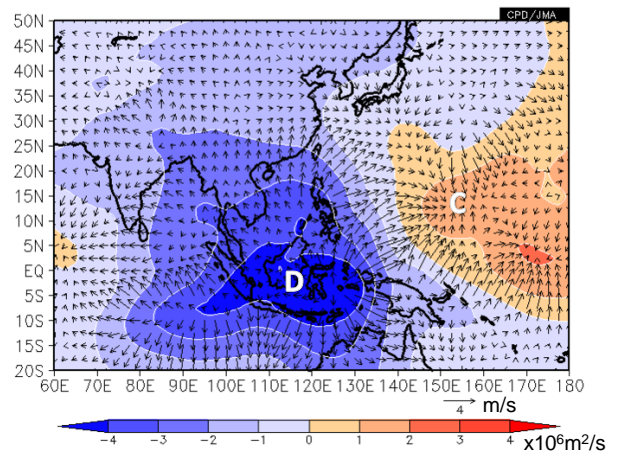 CPD/JMA
50N
45N
40N
35N
30N
25N
20N
15N
10N
5N
EQ
5S
10S
15S
20S
C
D
60E 70E 80E 90E 100E 110E 120E 130E 140E 150E 160E 170E 180
4 m/s
-4 -3 -2 -1 0 1 2 3 4 x10⁶m²/s